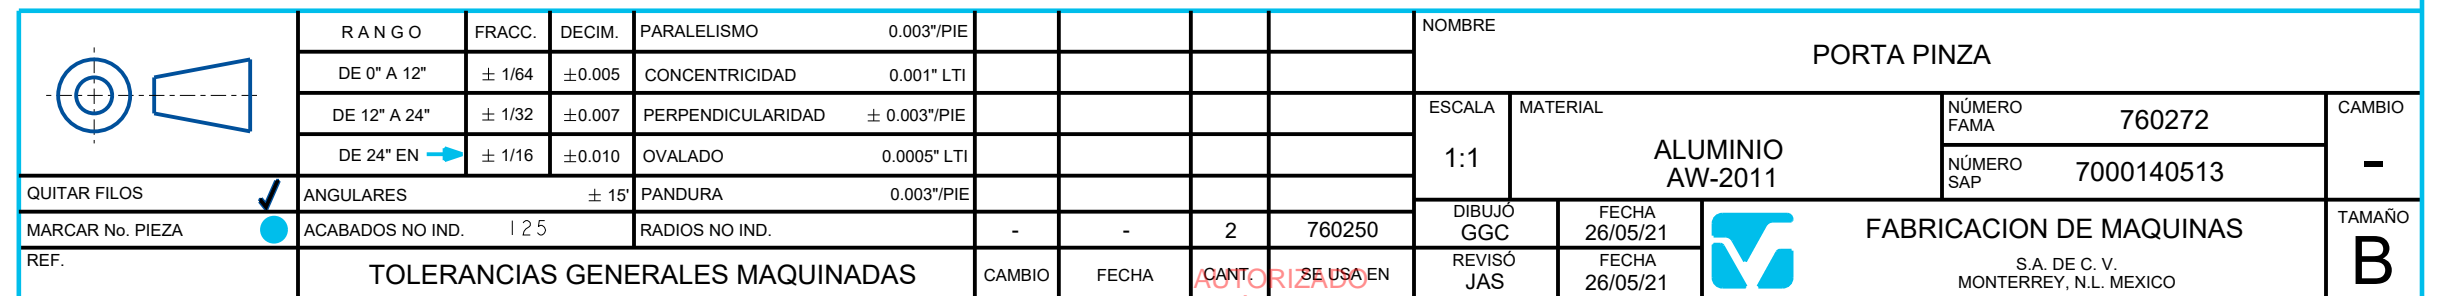 RANGO FRACC. DECIM. PARALELISMO 0.003"/PIE
DE 0" A 12" ± 1/64 ±0.005 CONCENTRICIDAD 0.001" LTI
DE 12" A 24" ± 1/32 ±0.007 PERPENDICULARIDAD ± 0.003"/PIE
DE 24" EN ± 1/16 ±0.010 OVALADO 0.0005" LTI
QUITAR FILOS ANGULARES ± 15' PANDURA 0.003"/PIE
MARCAR No. PIEZA ACABADOS NO IND. 125 RADIOS NO IND. - - 2 760250
REF. TOLERANCIAS GENERALES MAQUINADAS CAMBIO FECHA CANT. SE USA EN
AUTORIZADO
NOMBRE
PORTA PINZA
ESCALA
1:1
MATERIAL
ALUMINIO
AW-2011
NÚMERO
FAMA
760272
NÚMERO
SAP
7000140513
CAMBIO
-
DIBUJÓ
GGC
FECHA
26/05/21
REVISÓ
JAS
FECHA
26/05/21
FABRICACION DE MAQUINAS
S.A. DE C. V.
MONTERREY, N.L. MEXICO
TAMAÑO
B